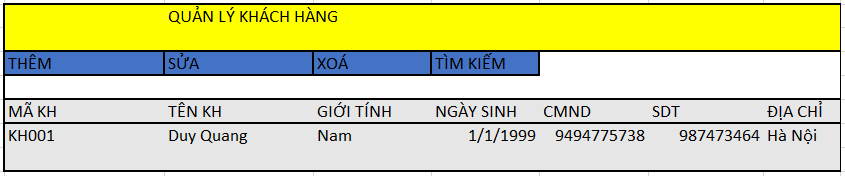 QUẢN LÝ KHÁCH HÀNG
THÊM SỬA XOÁ TÌM KIẾM
MÃ KH TÊN KH GIỚI TÍNH NGÀY SINH CMND SDT ĐỊA CHỈ
KH001 Duy Quang Nam 1/1/1999 9494775738 987473464 Hà Nội